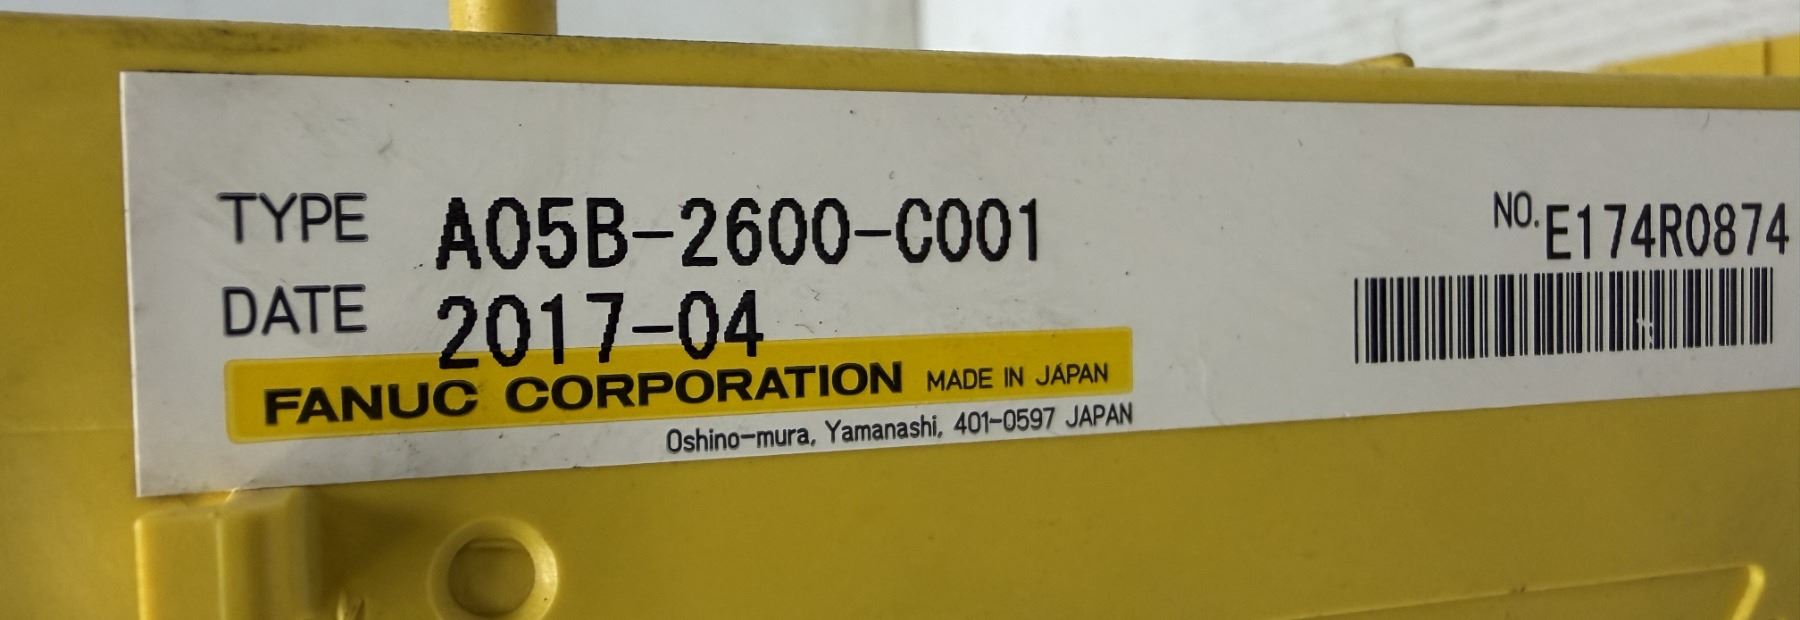 TYPE A05B-2600-C001
NO. E174R0874
DATE 2017-04
FANUC CORPORATION MADE IN JAPAN
Oshino-mura, Yamanashi, 401-0597 JAPAN